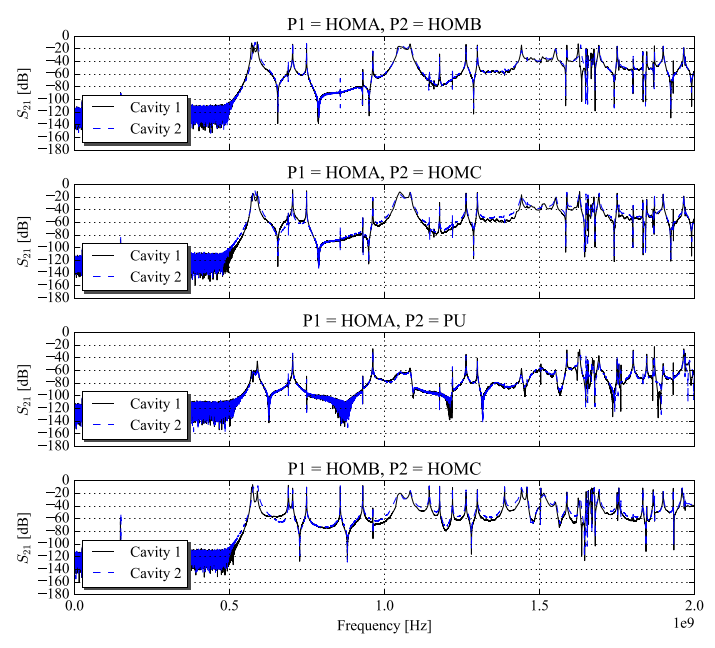 P1 = HOMA, P2 = HOMB
0
−20
−40
−60
−80
−100
−120
−140
−160
−180
S21 [dB]
Cavity 1
Cavity 2
P1 = HOMA, P2 = HOMC
0
−20
−40
−60
−80
−100
−120
−140
−160
−180
S21 [dB]
Cavity 1
Cavity 2
P1 = HOMA, P2 = PU
0
−20
−40
−60
−80
−100
−120
−140
−160
−180
S21 [dB]
Cavity 1
Cavity 2
P1 = HOMB, P2 = HOMC
0
−20
−40
−60
−80
−100
−120
−140
−160
−180
S21 [dB]
Cavity 1
Cavity 2
0.0 0.5 1.0 1.5 2.0
Frequency [Hz]
1e9